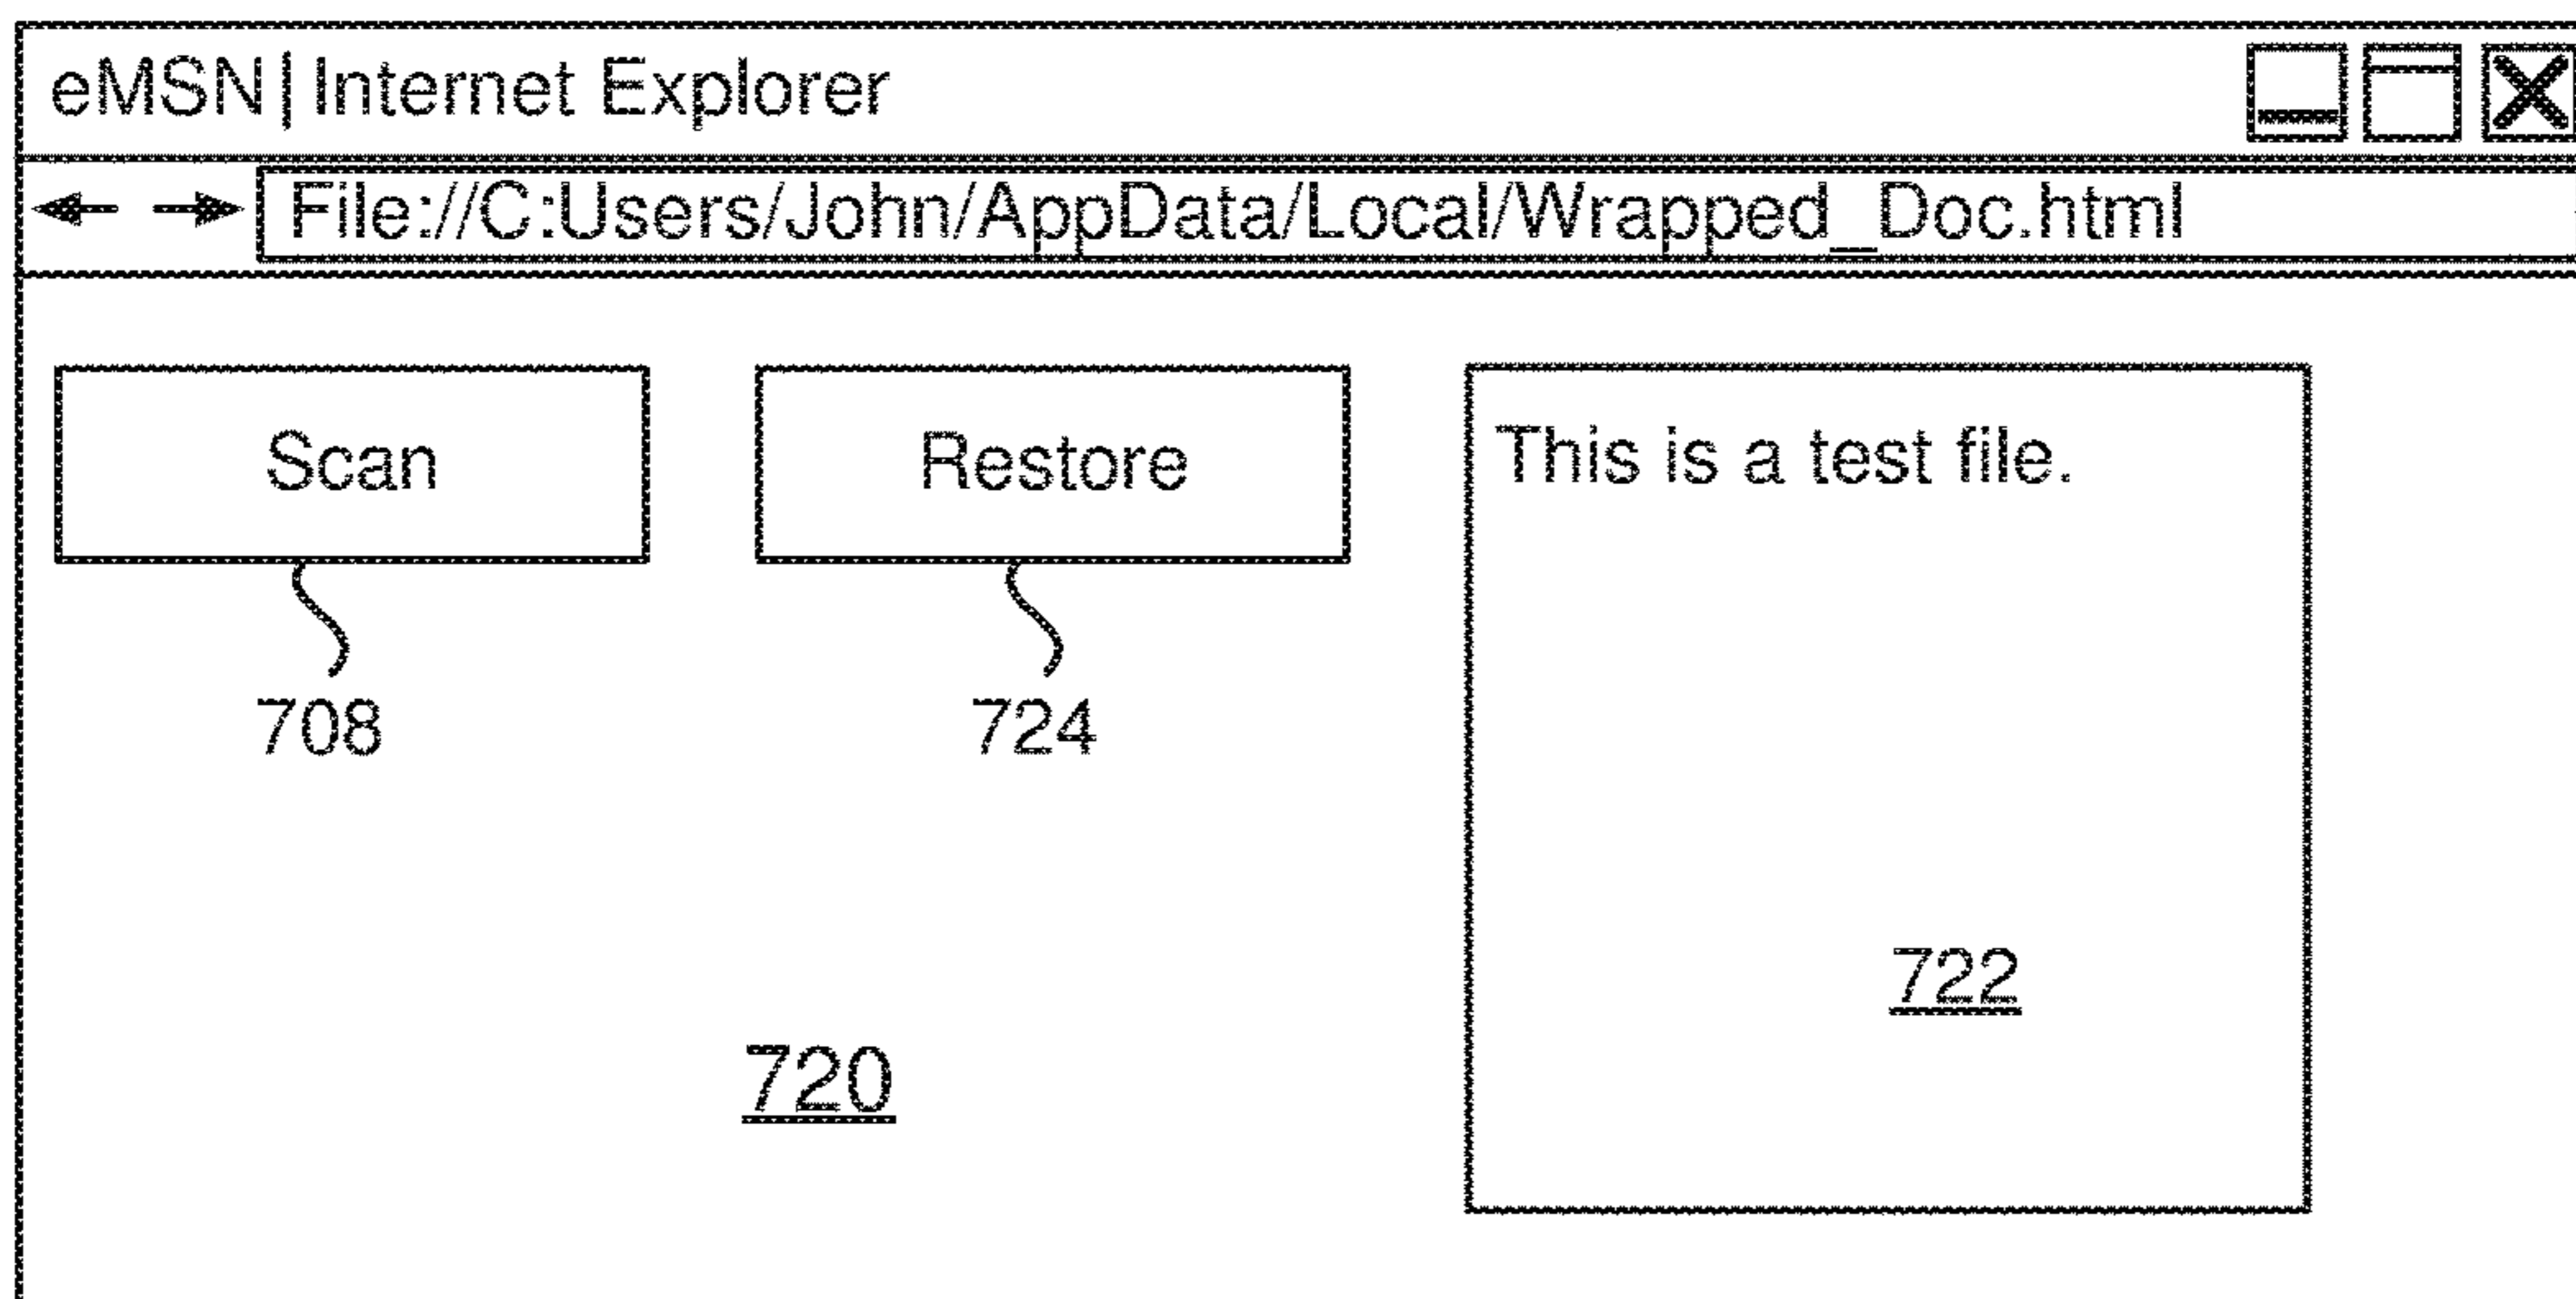 eMSN|Internet Explorer
File://C:Users/John/AppData/Local/Wrapped_Doc.html
Scan
Restore
This is a test file.
708
724
722
720